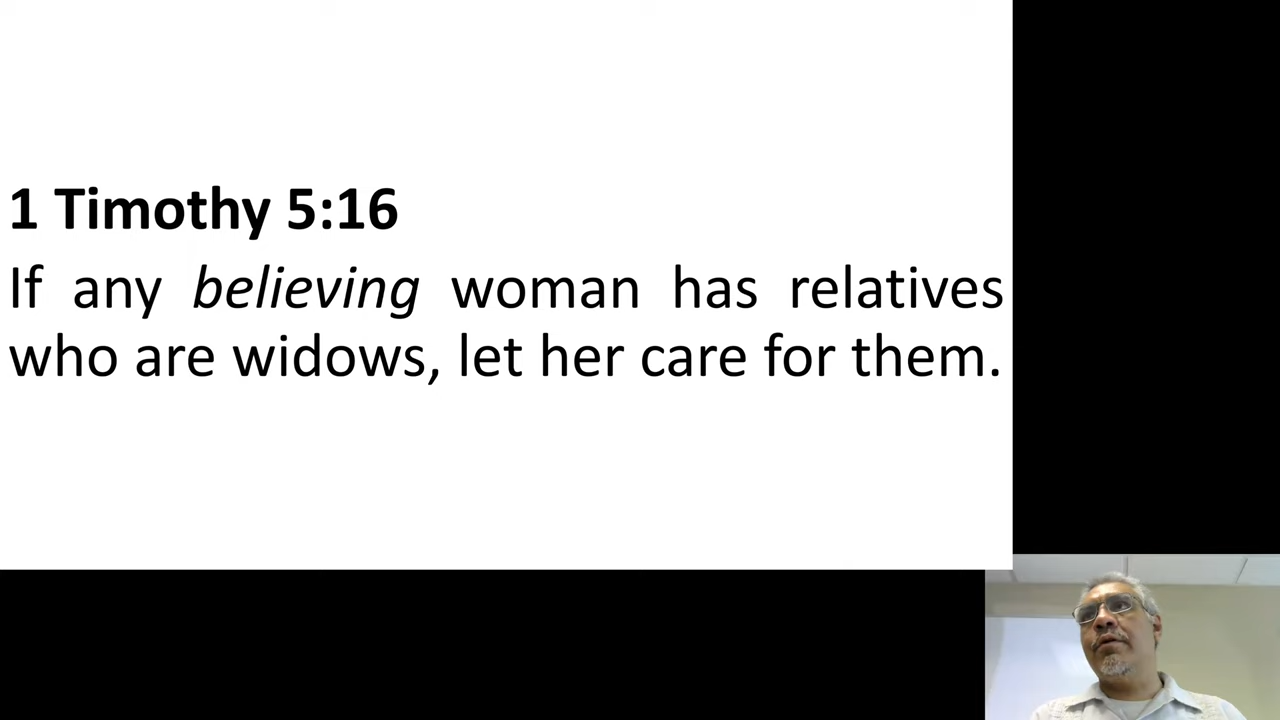 1 Timothy 5:16
If any believing woman has relatives
who are widows, let her care for them.